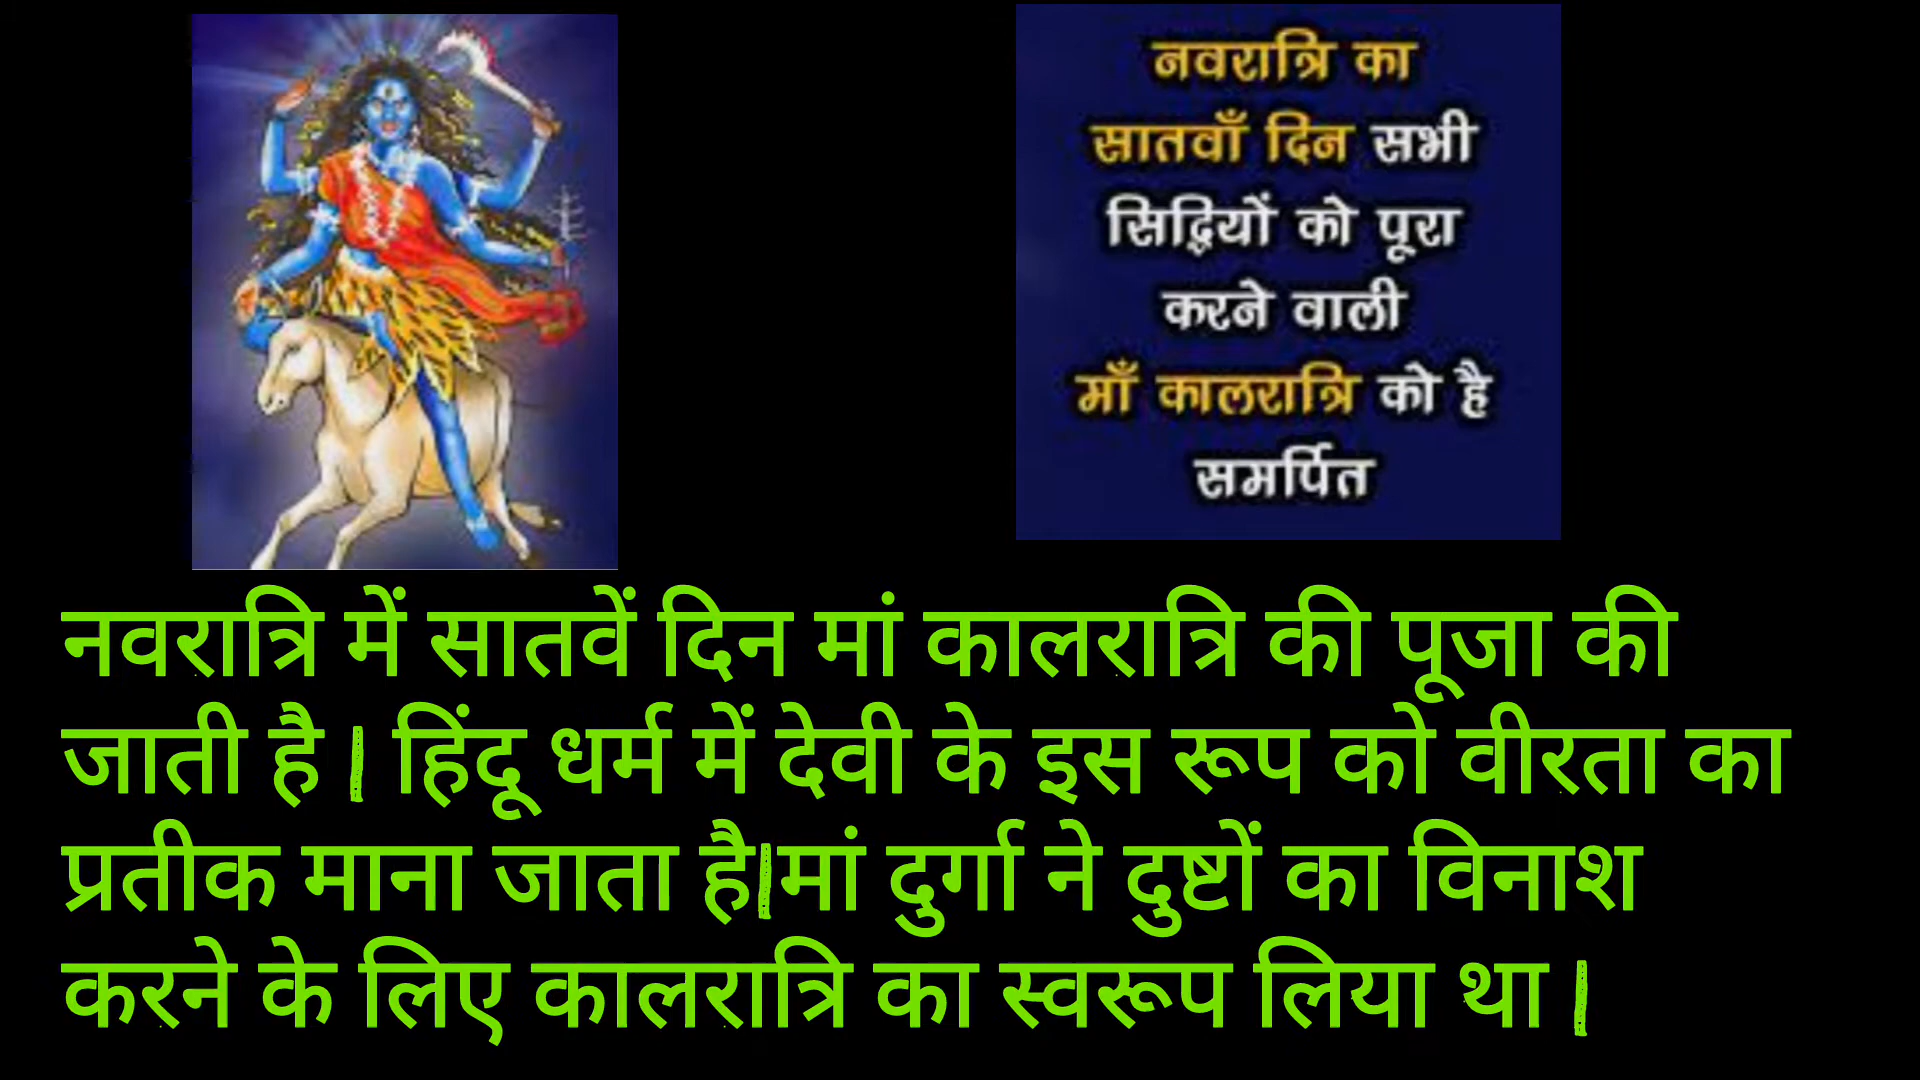 नवरात्रि का
सातवाँ दिन सभी
सिद्धियों को पूरा
करने वाली
माँ कालरात्रि को है
समर्पित
नवरात्रि में सातवें दिन मां कालरात्रि की पूजा की
जाती है | हिंदू धर्म में देवी के इस रूप को वीरता का
प्रतीक माना जाता है|मां दुर्गा ने दुष्टों का विनाश
करने के लिए कालरात्रि का स्वरूप लिया था |